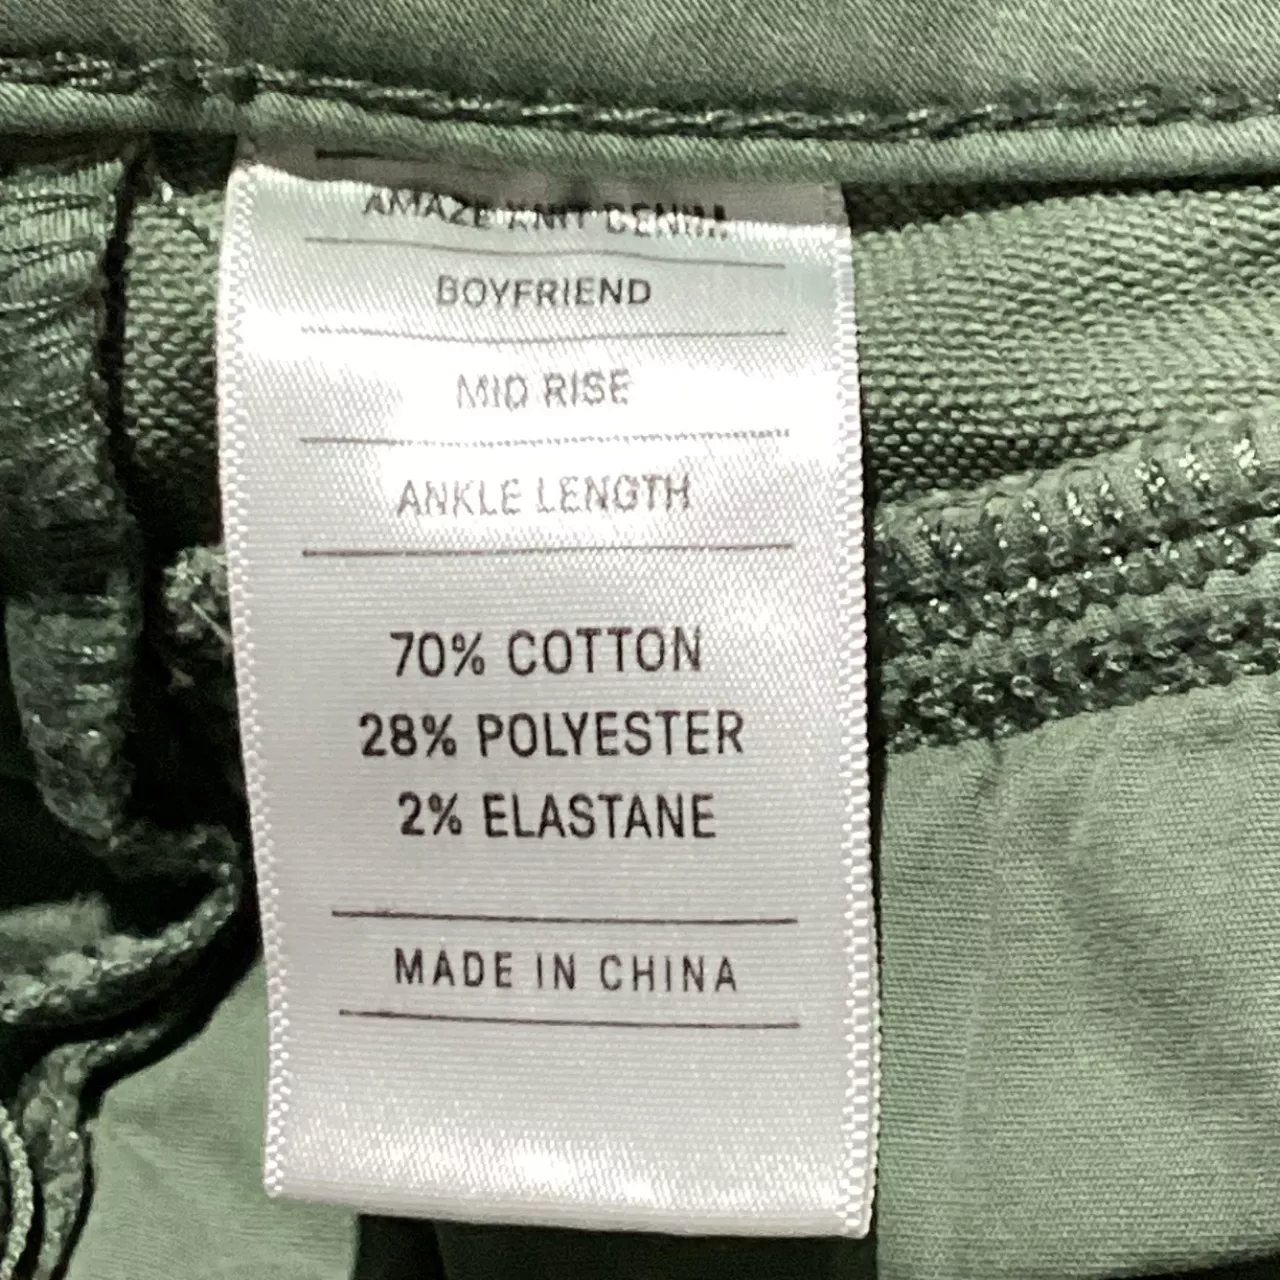 AMAZE KNIT DENIM
BOYFRIEND
MID RISE
ANKLE LENGTH
70% COTTON
28% POLYESTER
2% ELASTANE
MADE IN CHINA